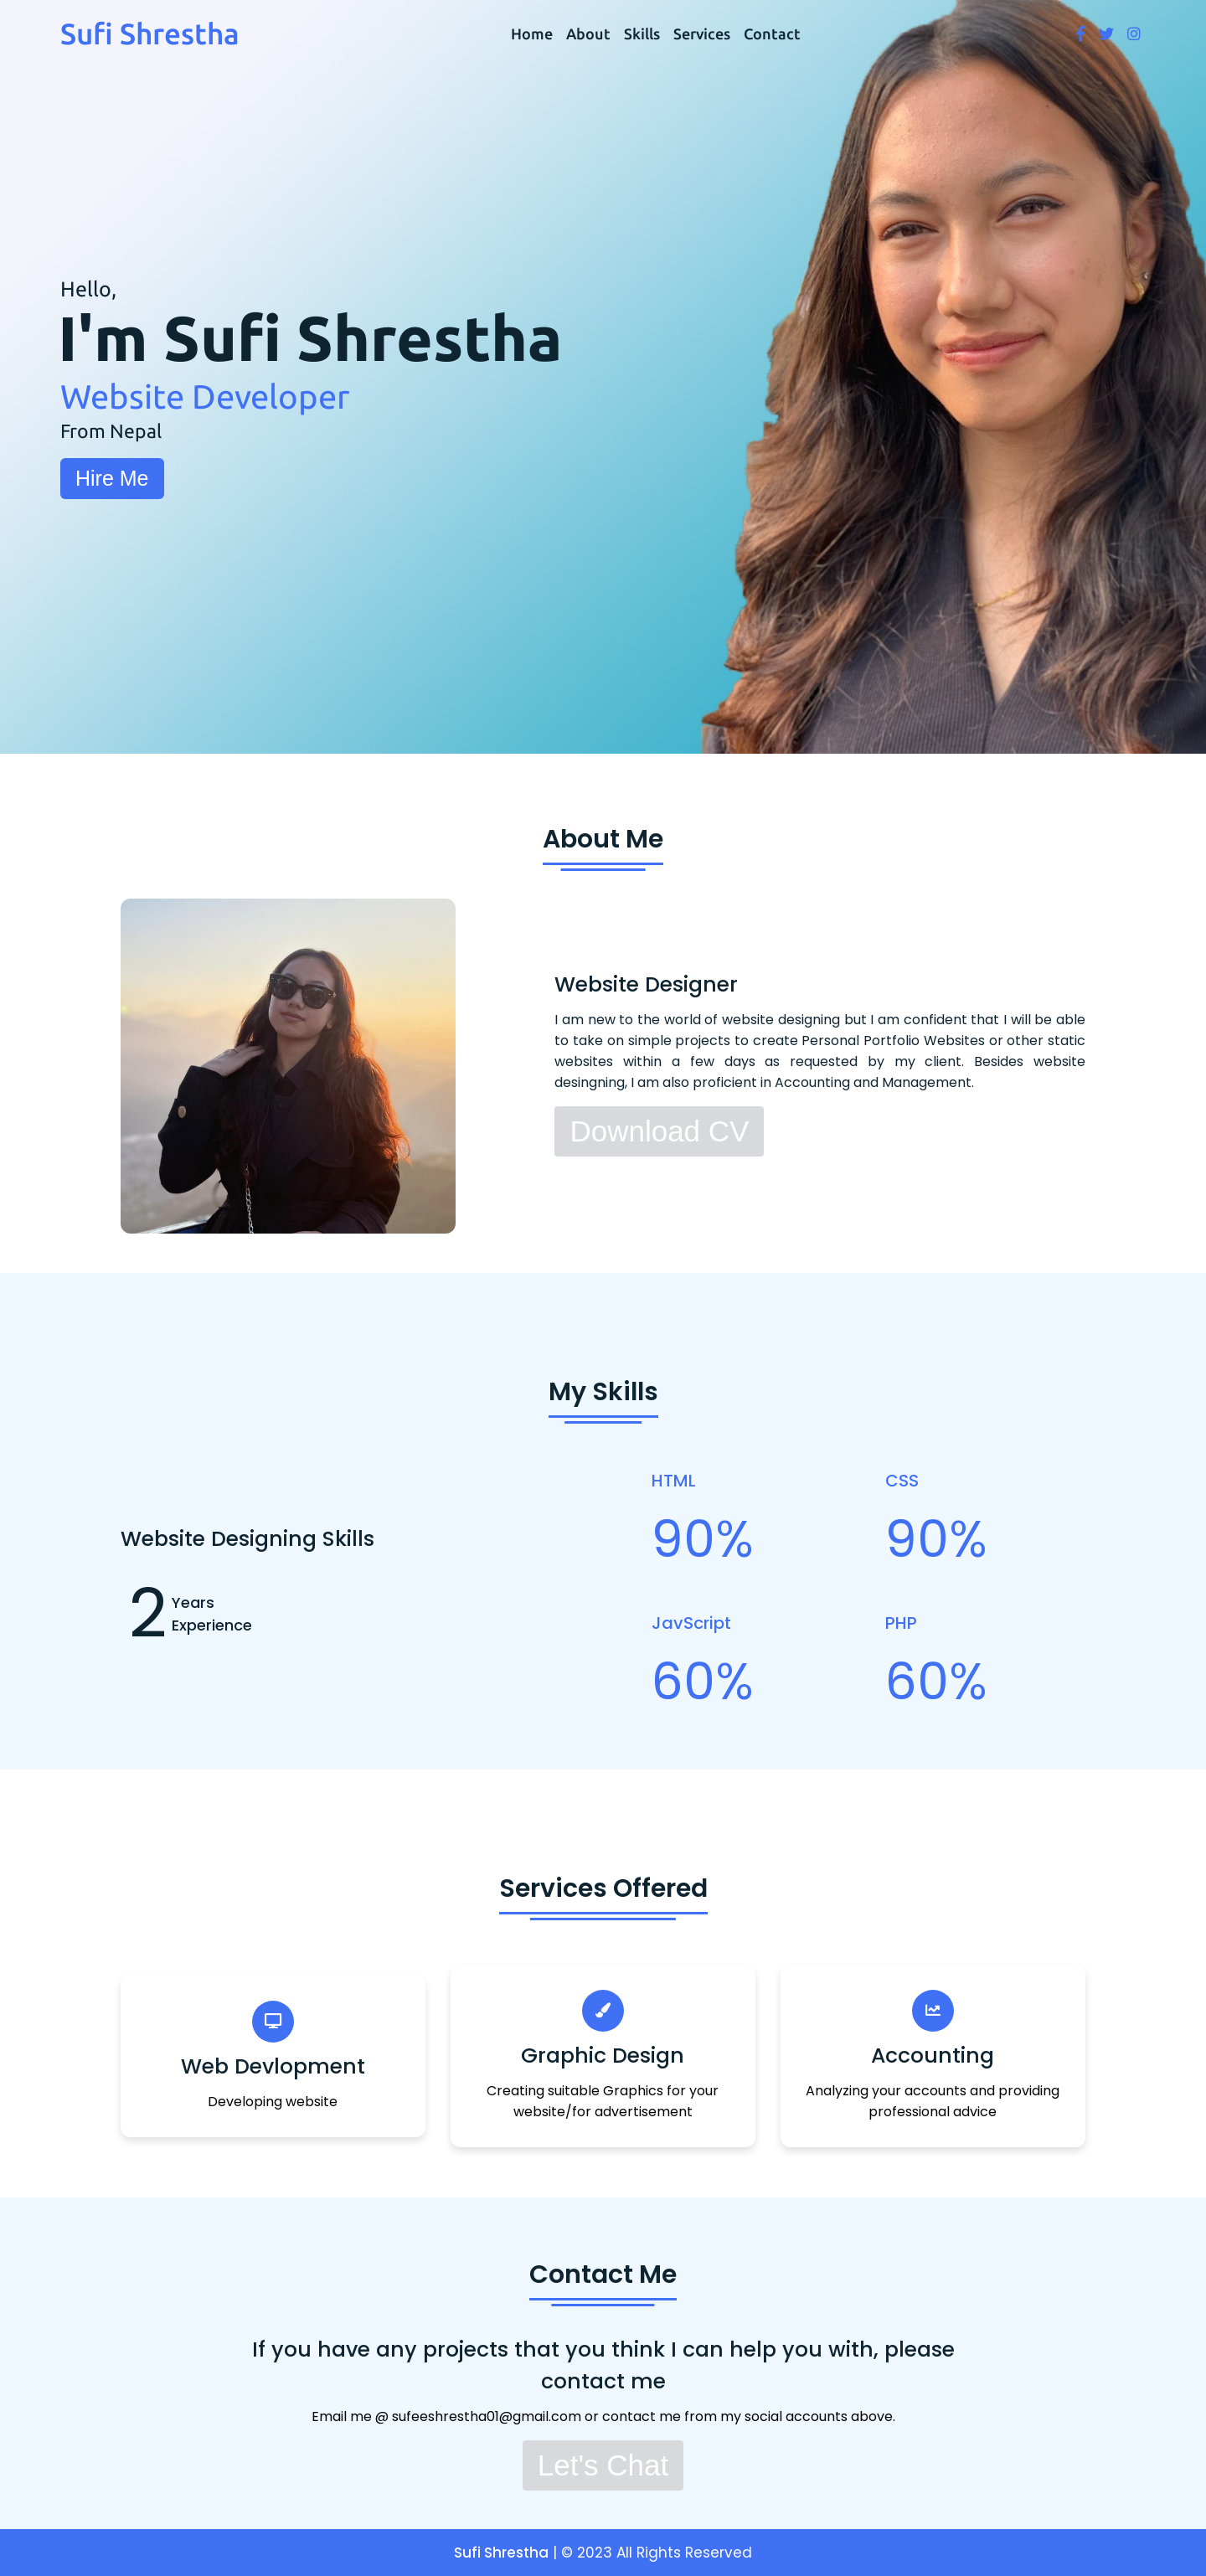 Sufi Shrestha
Home About Skills Services Contact
Hello,
I'm Sufi Shrestha
Website Developer
From Nepal
Hire Me
About Me
Website Designer
I am new to the world of website designing but I am confident that I will be able
to take on simple projects to create Personal Portfolio Websites or other static
websites within a few days as requested by my client. Besides website
desingning, I am also proficient in Accounting and Management.
Download CV
My Skills
Website Designing Skills
2 Years
Experience
HTML
90%
CSS
90%
JavScript
60%
PHP
60%
Services Offered
Web Devlopment
Developing website
Graphic Design
Creating suitable Graphics for your
website/for advertisement
Accounting
Analyzing your accounts and providing
professional advice
Contact Me
If you have any projects that you think I can help you with, please
contact me
Email me @ sufeeshrestha01@gmail.com or contact me from my social accounts above.
Let's Chat
Sufi Shrestha | © 2023 All Rights Reserved